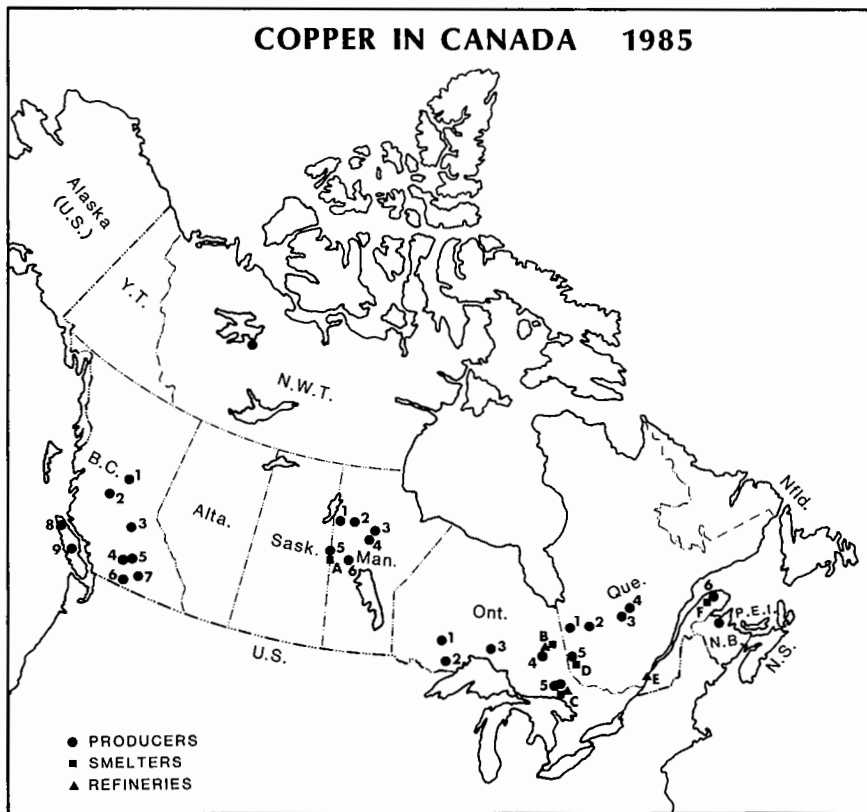 COPPER IN CANADA 1985
Alaska
(U.S.)
Y.T.
N.W.T.
B.C.
1
2
3
4
5
6
7
8
9
Alta.
Sask.
Man.
1
2
3
4
5
A
6
Nfld.
Ont.
1
2
3
B
4
5
C
Que.
1
2
4
3
5
D
E
6
F
P.E.I.
N.B.
N.S.
U.S.
PRODUCERS
SMELTERS
REFINERIES